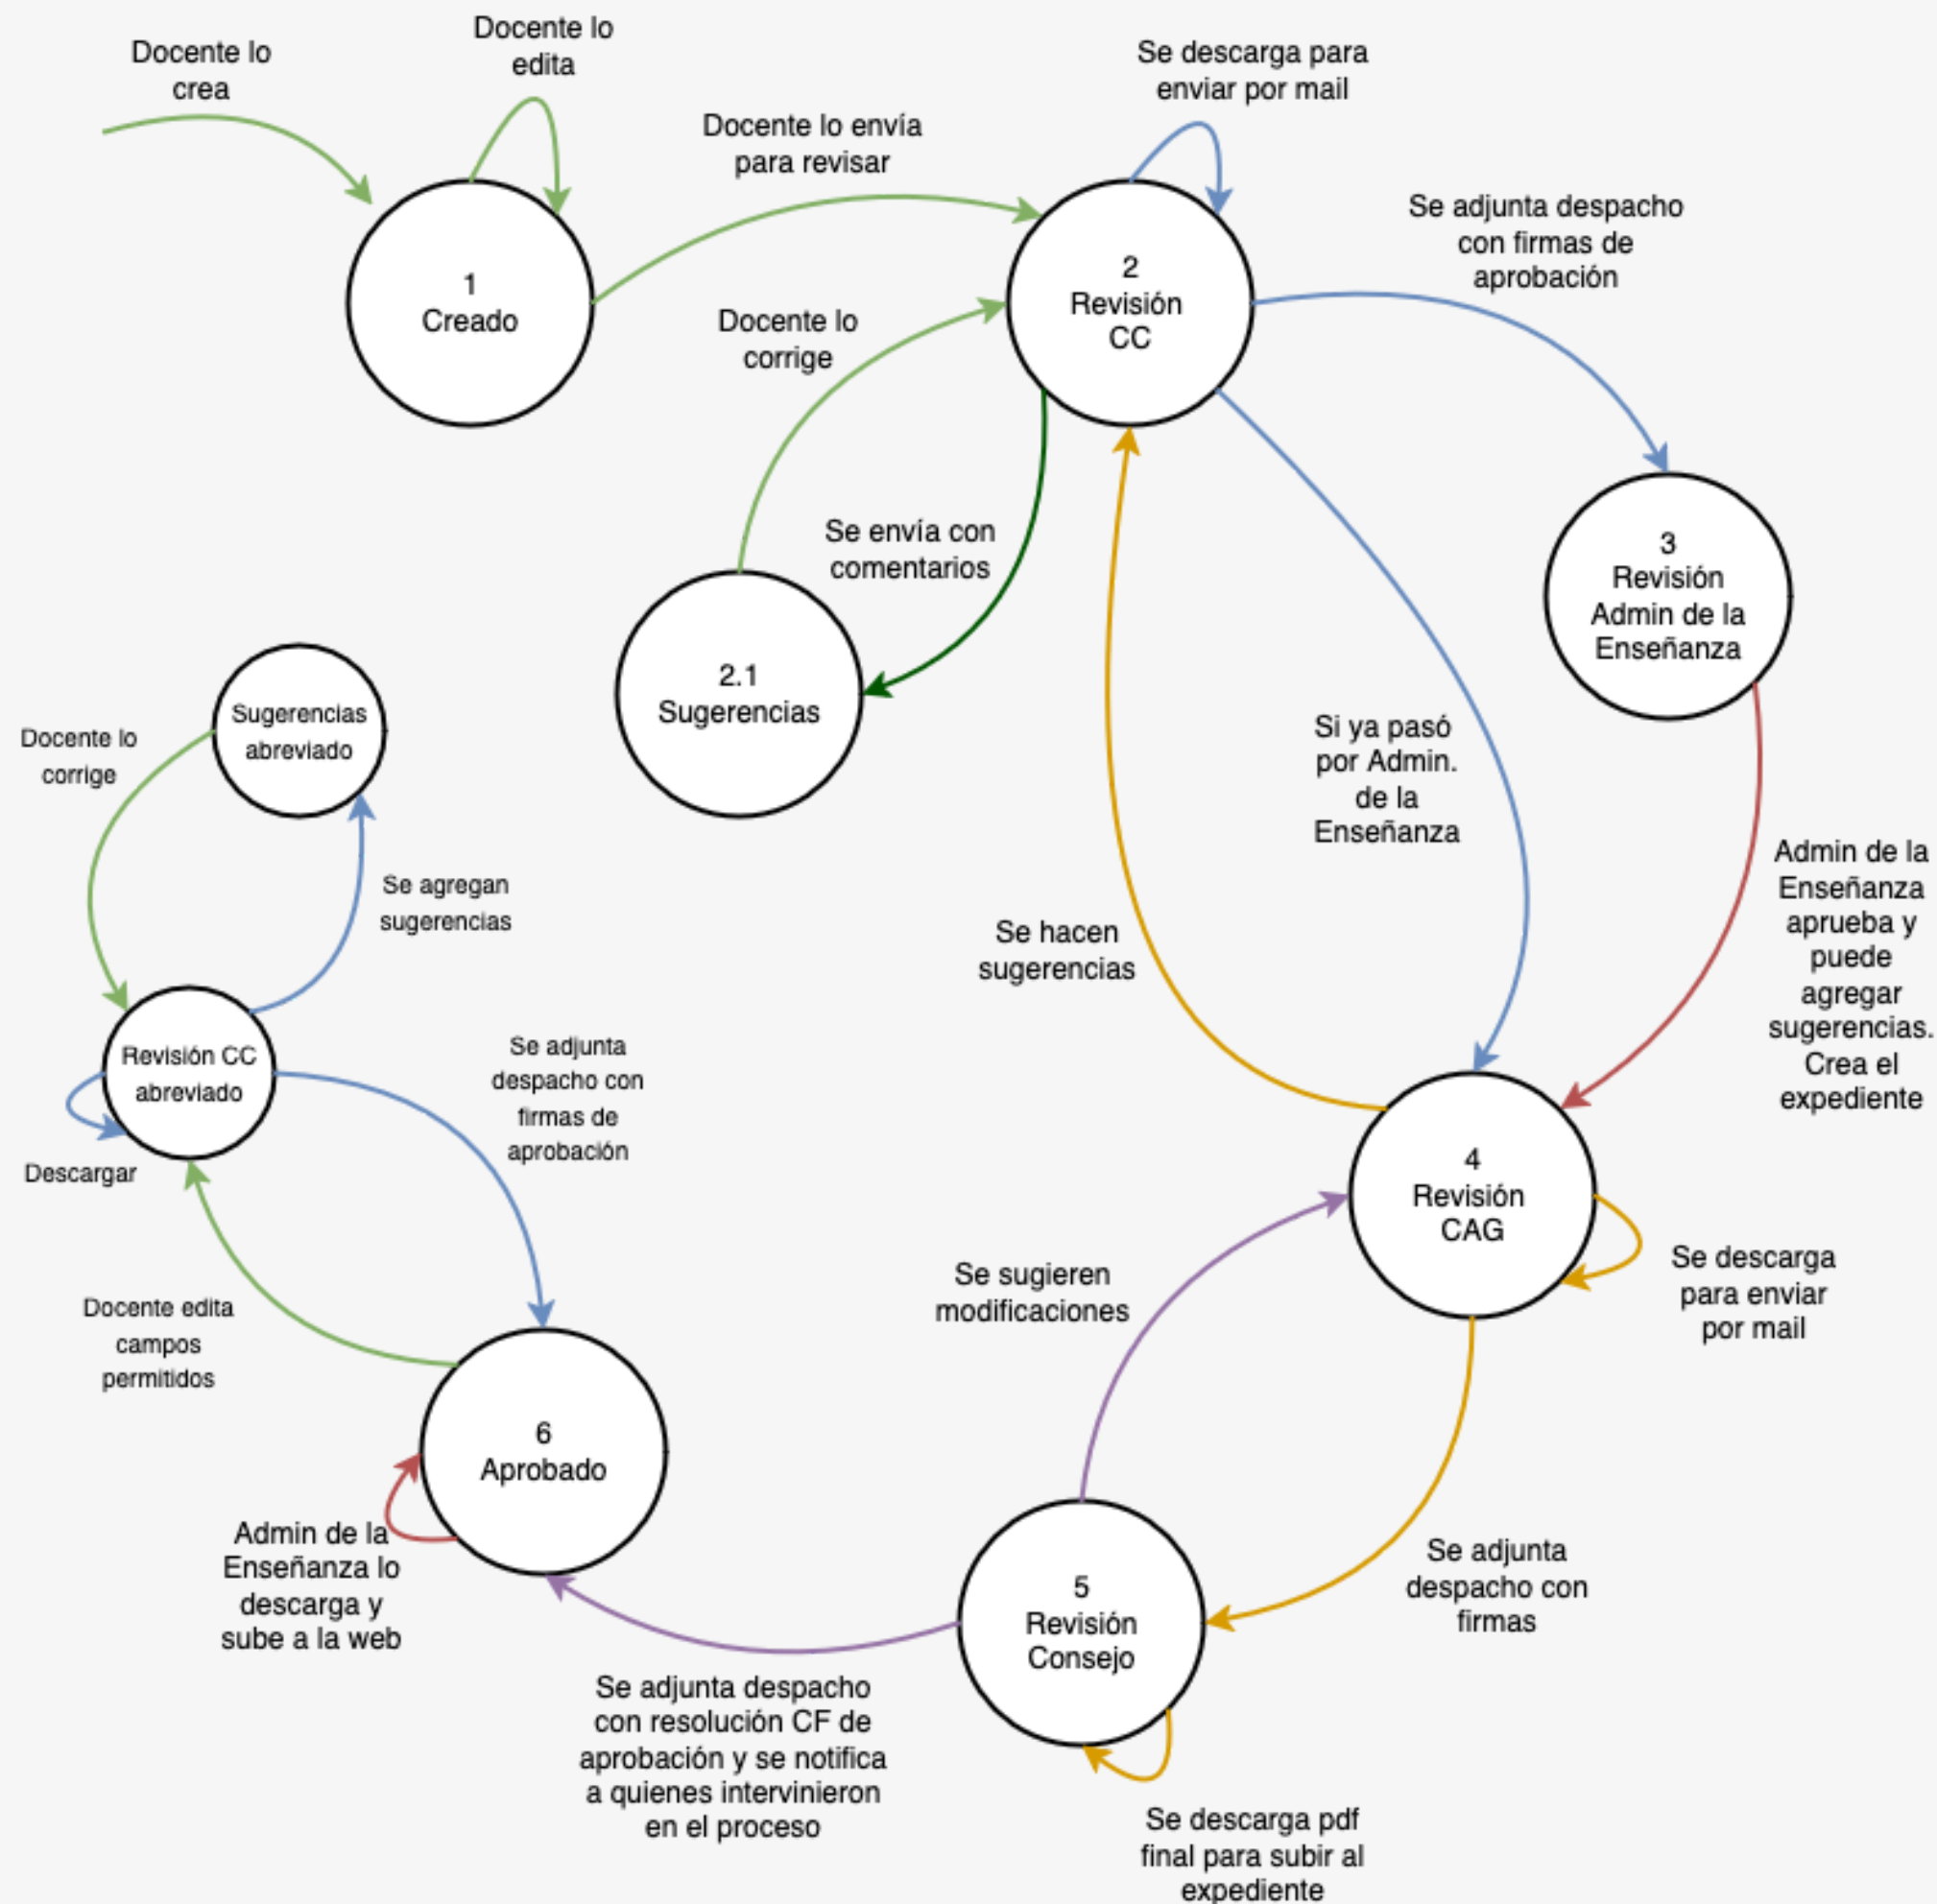 Docente lo
crea
Docente lo
edita
Docente lo envía
para revisar
Se descarga para
enviar por mail
Se adjunta despacho
con firmas de
aprobación
1
Creado
2
Revisión
CC
Docente lo
corrige
Se envía con
comentarios
3
Revisión
Admin de la
Enseñanza
2.1
Sugerencias
Sugerencias
abreviado
Docente lo
corrige
Si ya pasó
por Admin.
de la
Enseñanza
Se agregan
sugerencias
Se hacen
sugerencias
Admin de la
Enseñanza
aprueba y
puede
agregar
sugerencias.
Crea el
expediente
Revisión CC
abreviado
Se adjunta
despacho con
firmas de
aprobación
Descargar
4
Revisión
CAG
Se descarga
para enviar
por mail
Se sugieren
modificaciones
Docente edita
campos
permitidos
6
Aprobado
Admin de la
Enseñanza lo
descarga y
sube a la web
5
Revisión
Consejo
Se adjunta
despacho con
firmas
Se adjunta despacho
con resolución CF de
aprobación y se notifica
a quienes intervinieron
en el proceso
Se descarga pdf
final para subir al
expediente